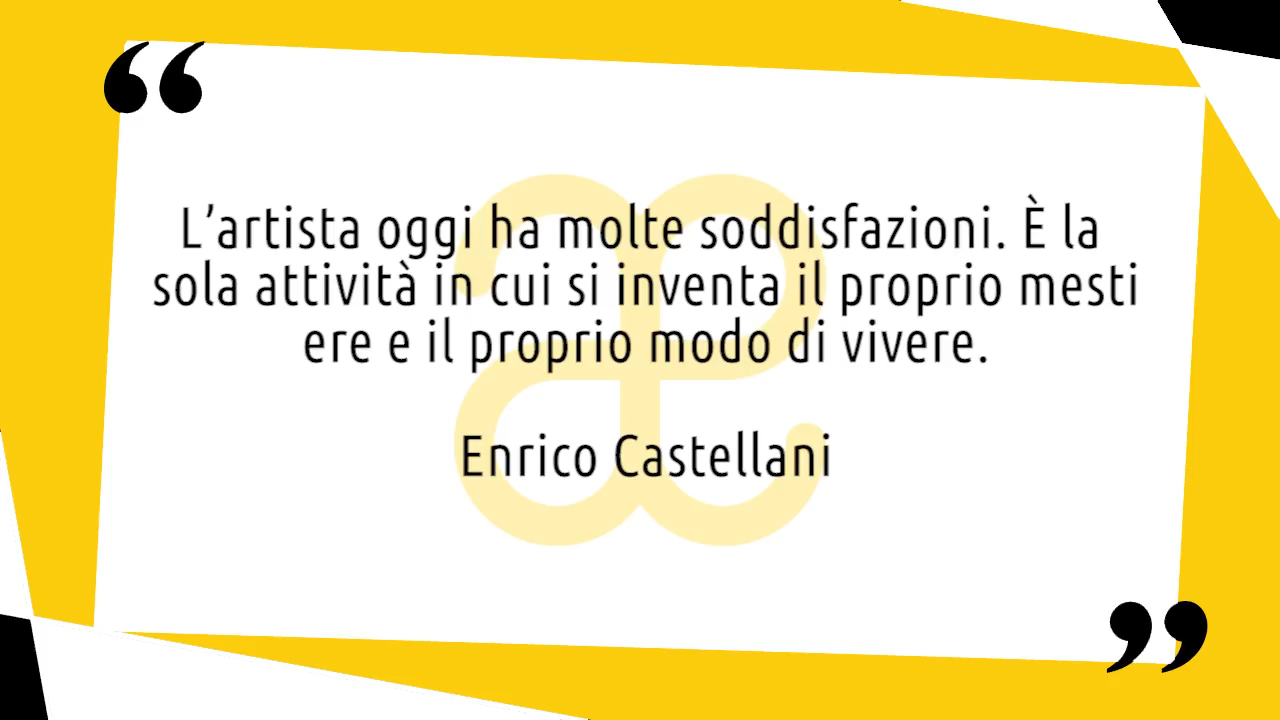 “
L’artista oggi ha molte soddisfazioni. È la
sola attività in cui si inventa il proprio mesti
ere e il proprio modo di vivere.
Enrico Castellani
”